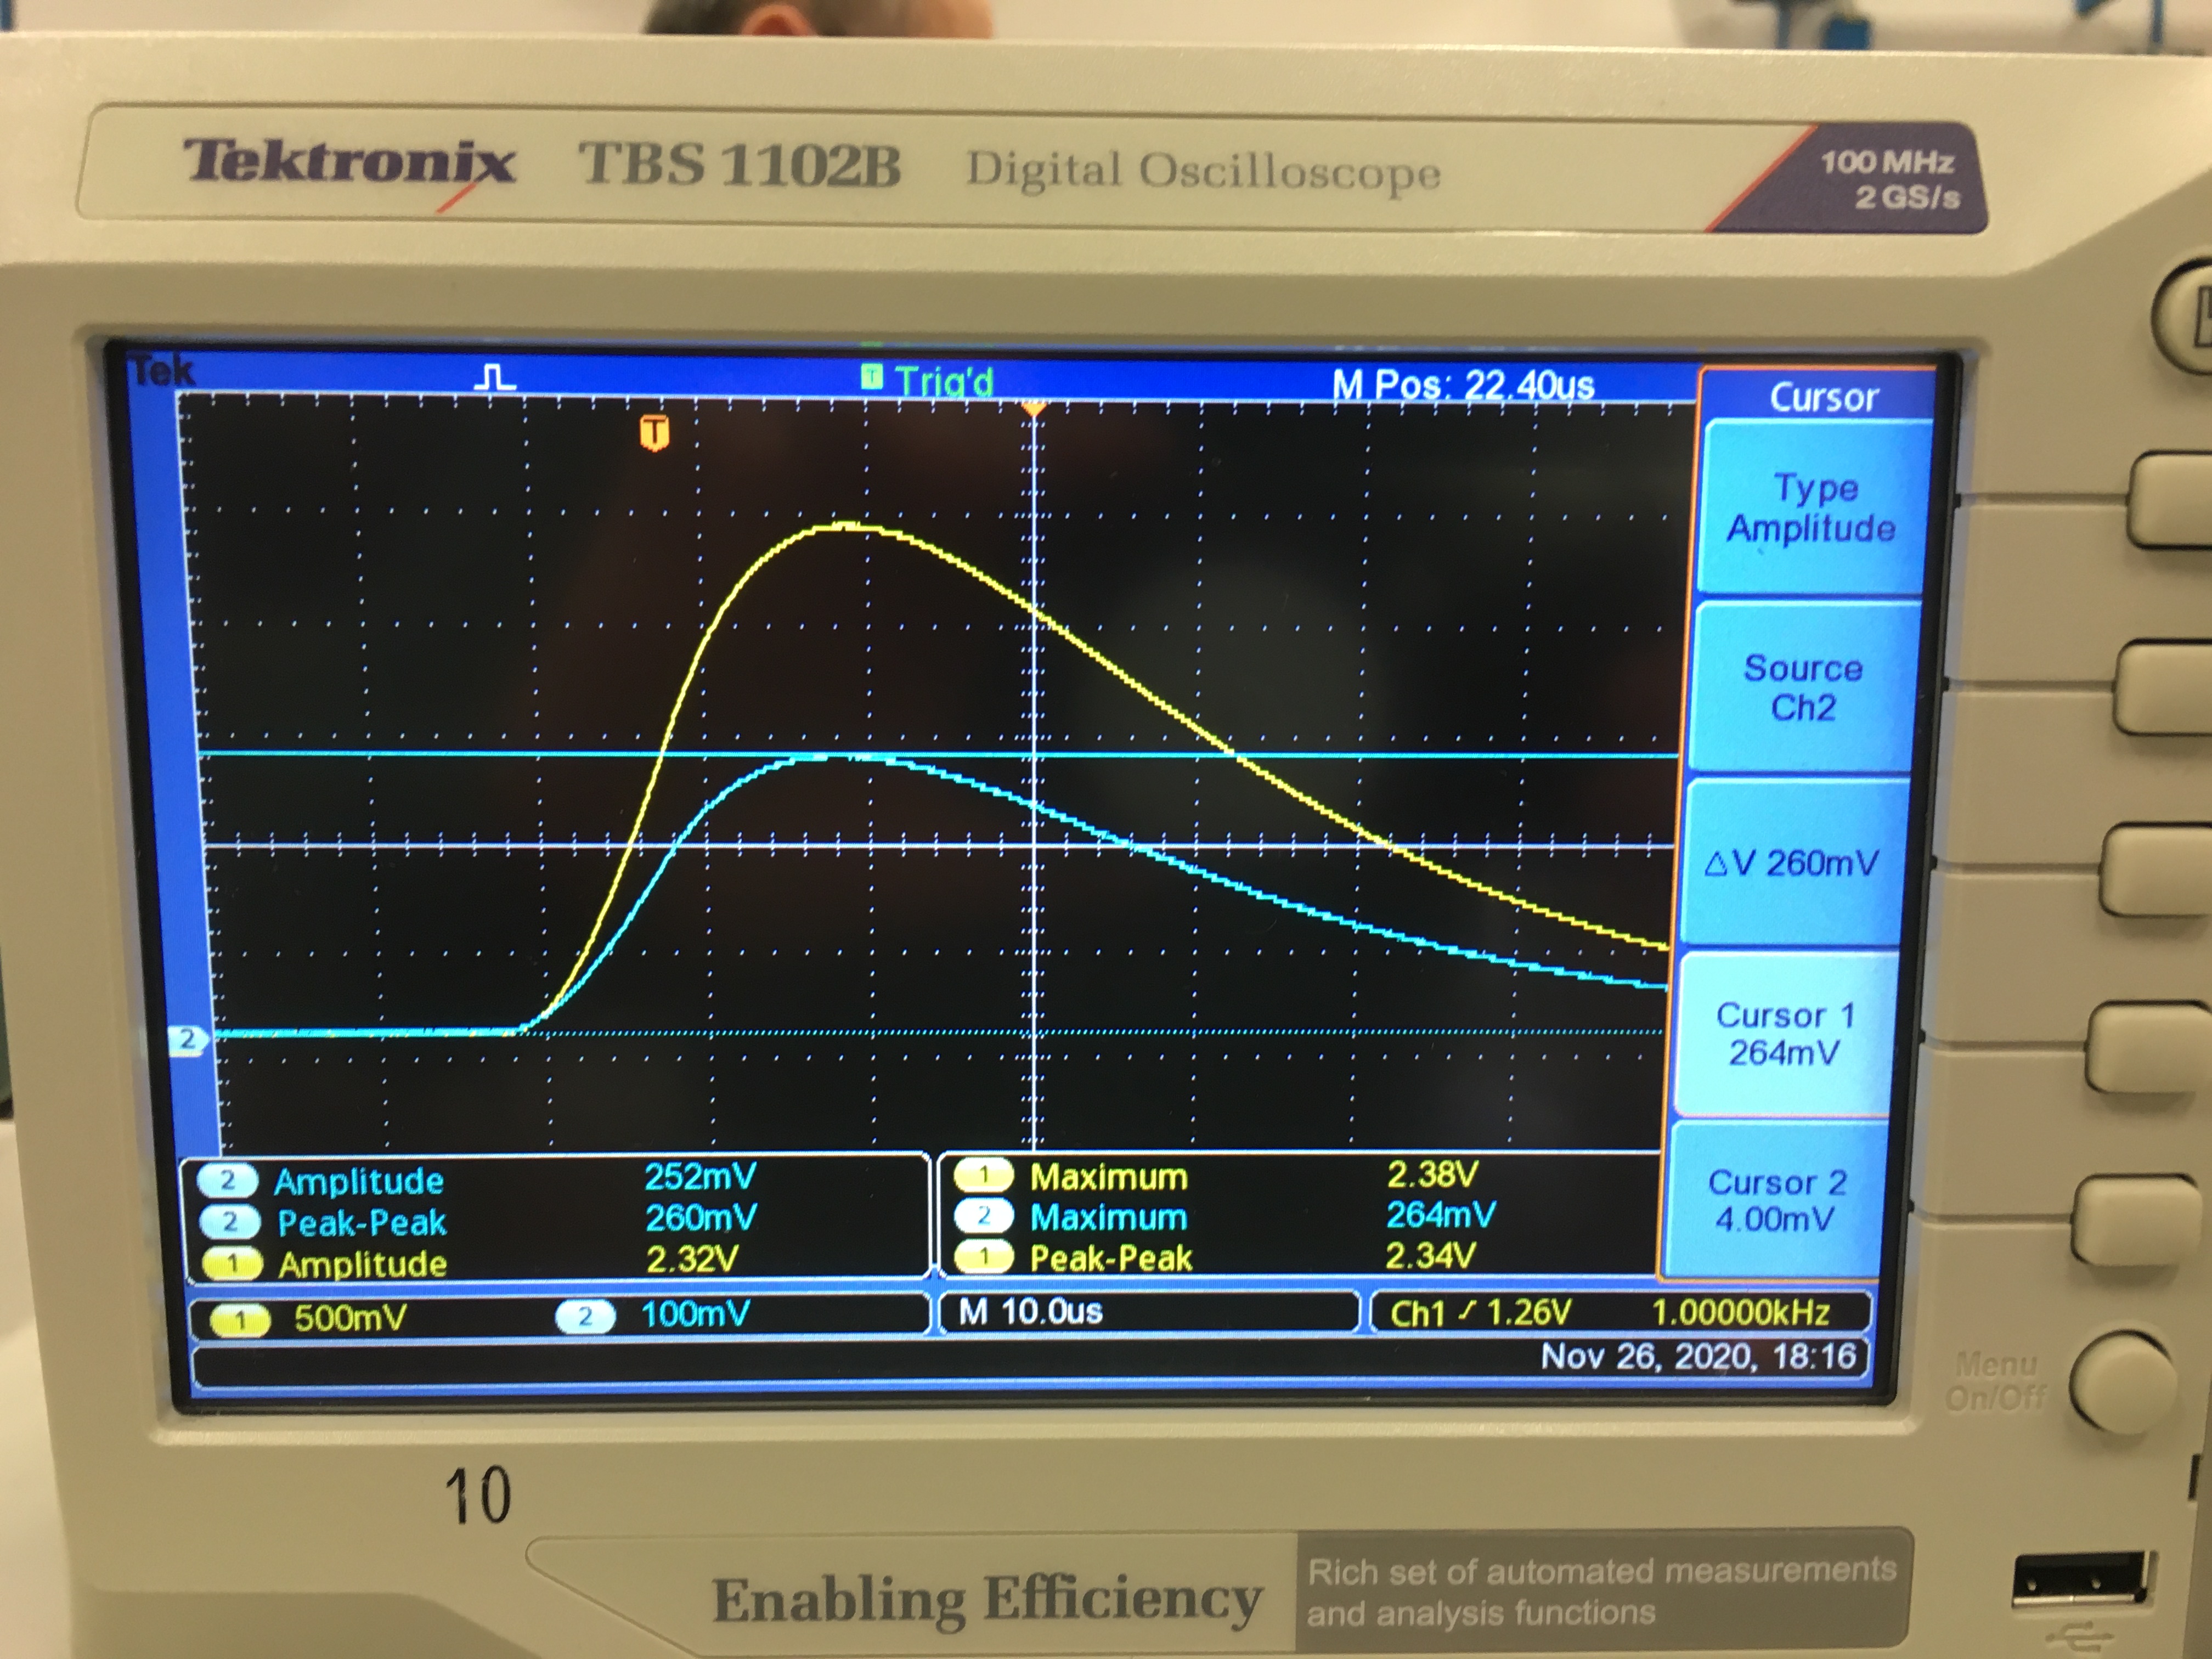 Tektronix TBS 1102B Digital Oscilloscope
100 MHz
2 GS/s
Tek
T Trig'd
M Pos: 22.40us
T
Cursor
Type
Amplitude
Source
Ch2
△V 260mV
Cursor 1
264mV
Cursor 2
4.00mV
2
2 Amplitude 252mV
2 Peak-Peak 260mV
1 Amplitude 2.32V
1 Maximum 2.38V
2 Maximum 264mV
1 Peak-Peak 2.34V
1 500mV 2 100mV
M 10.0us
Ch1 1.26V 1.00000kHz
Nov 26, 2020, 18:16
Menu
On/Off
10
Enabling Efficiency
Rich set of automated measurements
and analysis functions